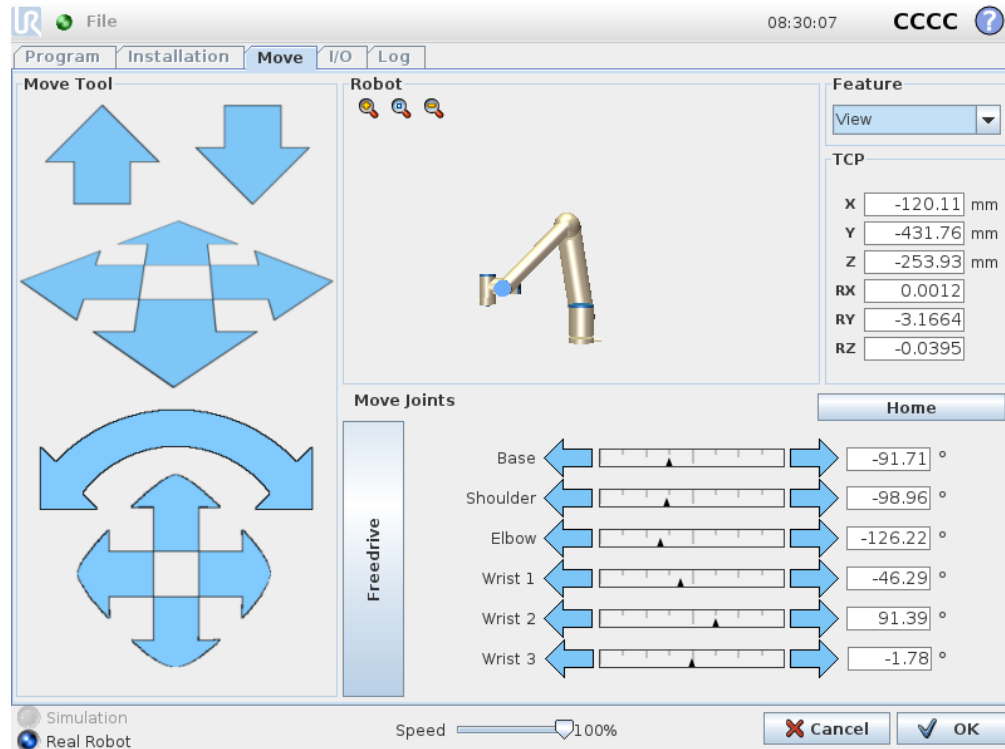 UR File 08:30:07 CCCC ?
Program Installation Move I/O Log
Move Tool
Robot
Feature
View
TCP
X -120.11 mm
Y -431.76 mm
Z -253.93 mm
RX 0.0012
RY -3.1664
RZ -0.0395
Move Joints
Home
Freedrive
Base -91.71 °
Shoulder -98.96 °
Elbow -126.22 °
Wrist 1 -46.29 °
Wrist 2 91.39 °
Wrist 3 -1.78 °
Simulation
Real Robot
Speed 100%
Cancel OK